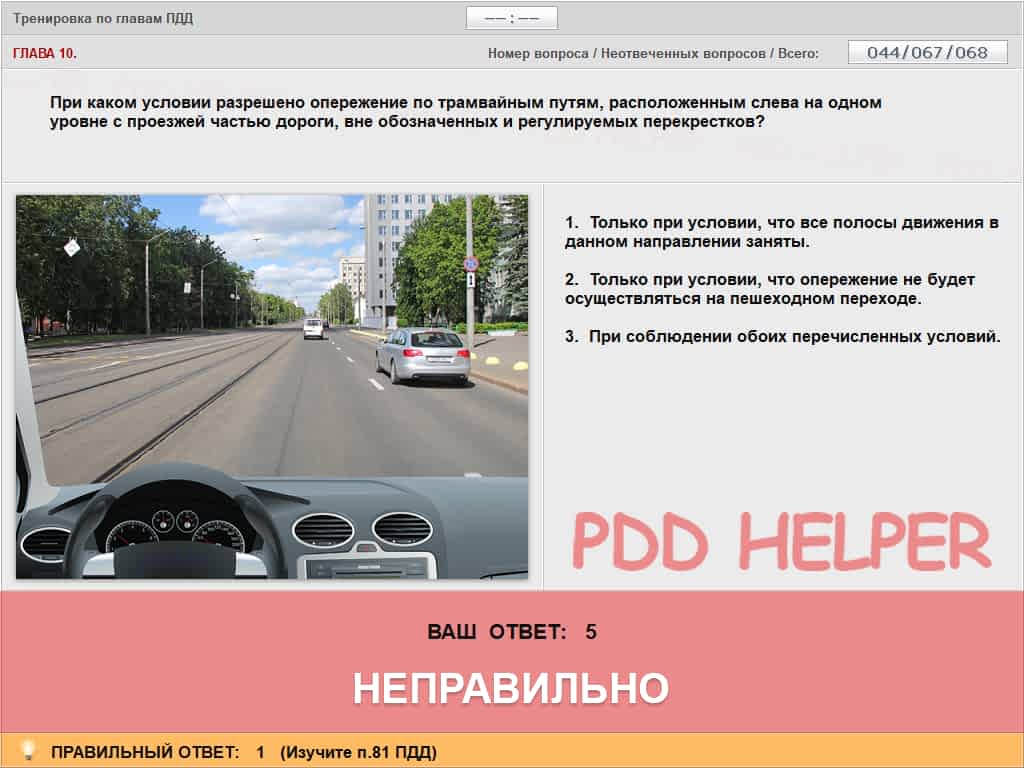 Тренировка по главам ПДД
—— : ——
ГЛАВА 10.
Номер вопроса / Неотвеченных вопросов / Всего:
044/067/068
При каком условии разрешено опережение по трамвайным путям, расположенным слева на одном
уровне с проезжей частью дороги, вне обозначенных и регулируемых перекрестков?
1. Только при условии, что все полосы движения в
данном направлении заняты.
2. Только при условии, что опережение не будет
осуществляться на пешеходном переходе.
3. При соблюдении обоих перечисленных условий.
PDD HELPER
ВАШ ОТВЕТ: 5
НЕПРАВИЛЬНО
ПРАВИЛЬНЫЙ ОТВЕТ: 1 (Изучите п.81 ПДД)